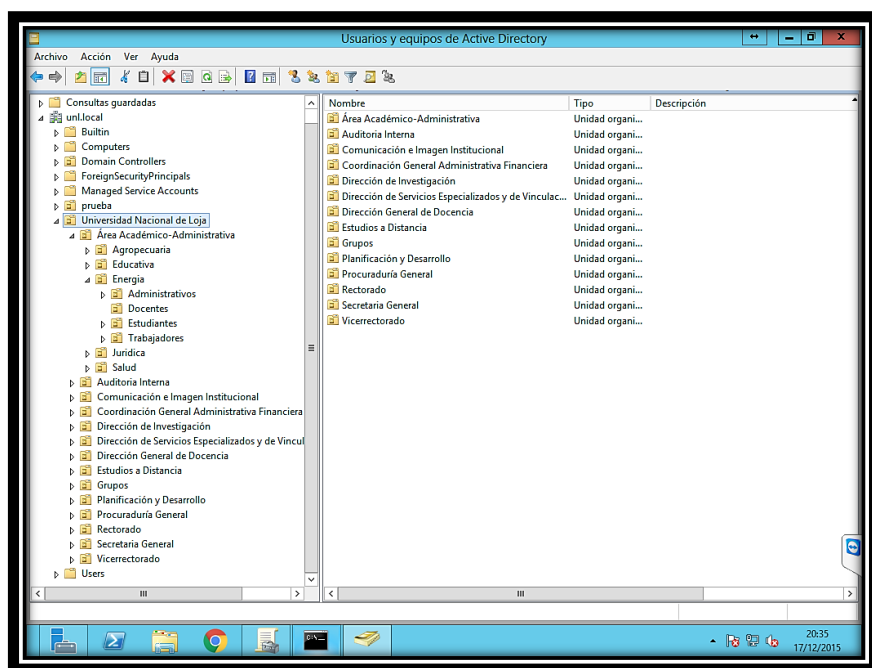 Usuarios y equipos de Active Directory
Archivo Acción Ver Ayuda
Consultas guardadas
unl.local
Builtin
Computers
Domain Controllers
ForeignSecurityPrincipals
Managed Service Accounts
prueba
Universidad Nacional de Loja
Área Académico-Administrativa
Agropecuaria
Educativa
Energia
Administrativos
Docentes
Estudiantes
Trabajadores
Juridica
Salud
Auditoria Interna
Comunicación e Imagen Institucional
Coordinación General Administrativa Financiera
Dirección de Investigación
Dirección de Servicios Especializados y de Vincul
Dirección General de Docencia
Estudios a Distancia
Grupos
Planificación y Desarrollo
Procuraduría General
Rectorado
Secretaria General
Vicerrectorado
Users
Nombre Tipo Descripción
Área Académico-Administrativa Unidad organi...
Auditoria Interna Unidad organi...
Comunicación e Imagen Institucional Unidad organi...
Coordinación General Administrativa Financiera Unidad organi...
Dirección de Investigación Unidad organi...
Dirección de Servicios Especializados y de Vinculac... Unidad organi...
Dirección General de Docencia Unidad organi...
Estudios a Distancia Unidad organi...
Grupos Unidad organi...
Planificación y Desarrollo Unidad organi...
Procuraduría General Unidad organi...
Rectorado Unidad organi...
Secretaria General Unidad organi...
Vicerrectorado Unidad organi...
20:35
17/12/2015